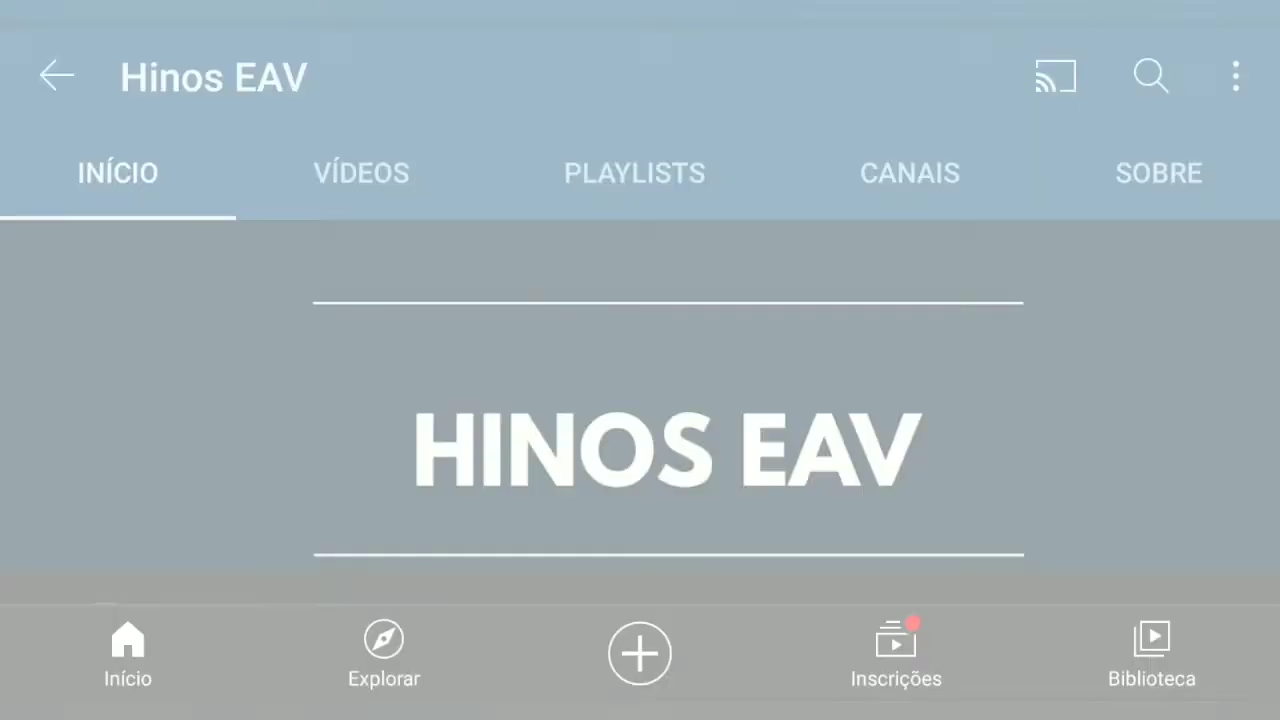 Hinos EAV
INÍCIO VÍDEOS PLAYLISTS CANAIS SOBRE
HINOS EAV
Início Explorar Inscrições Biblioteca